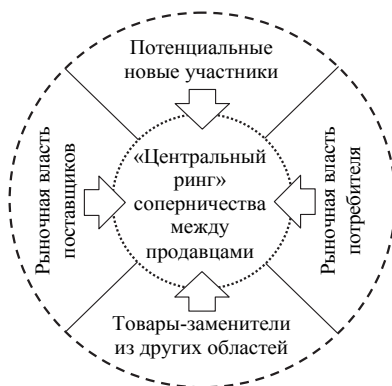 Потенциальные
новые участники
Рыночная власть
поставщиков
«Центральный
ринг»
соперничества
между
продавцами
Рыночная власть
потребителя
Товары-заменители
из других областей